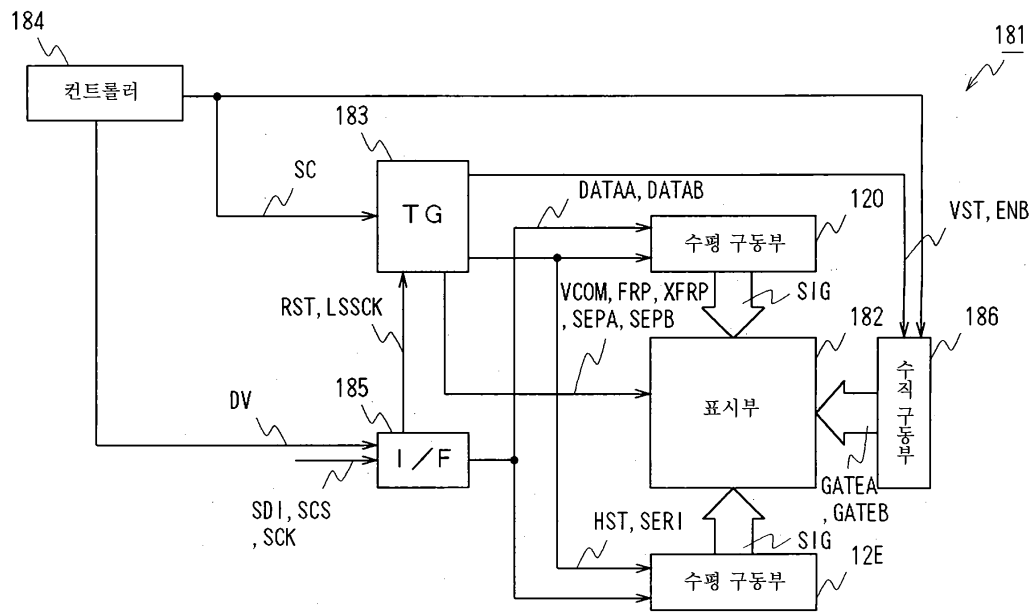 184
컨트롤러
181
183
SC
TG
DATAA, DATAB
120
수평 구동부
VST, ENB
RST, LSSCK
VCOM, FRP, XFRP
, SEPA, SEPB
SIG
182
186
표시부
수직 구동부
DV
185
I/F
SDI, SCS
, SCK
GATEA
, GATEB
HST, SERI
SIG
수평 구동부
12E